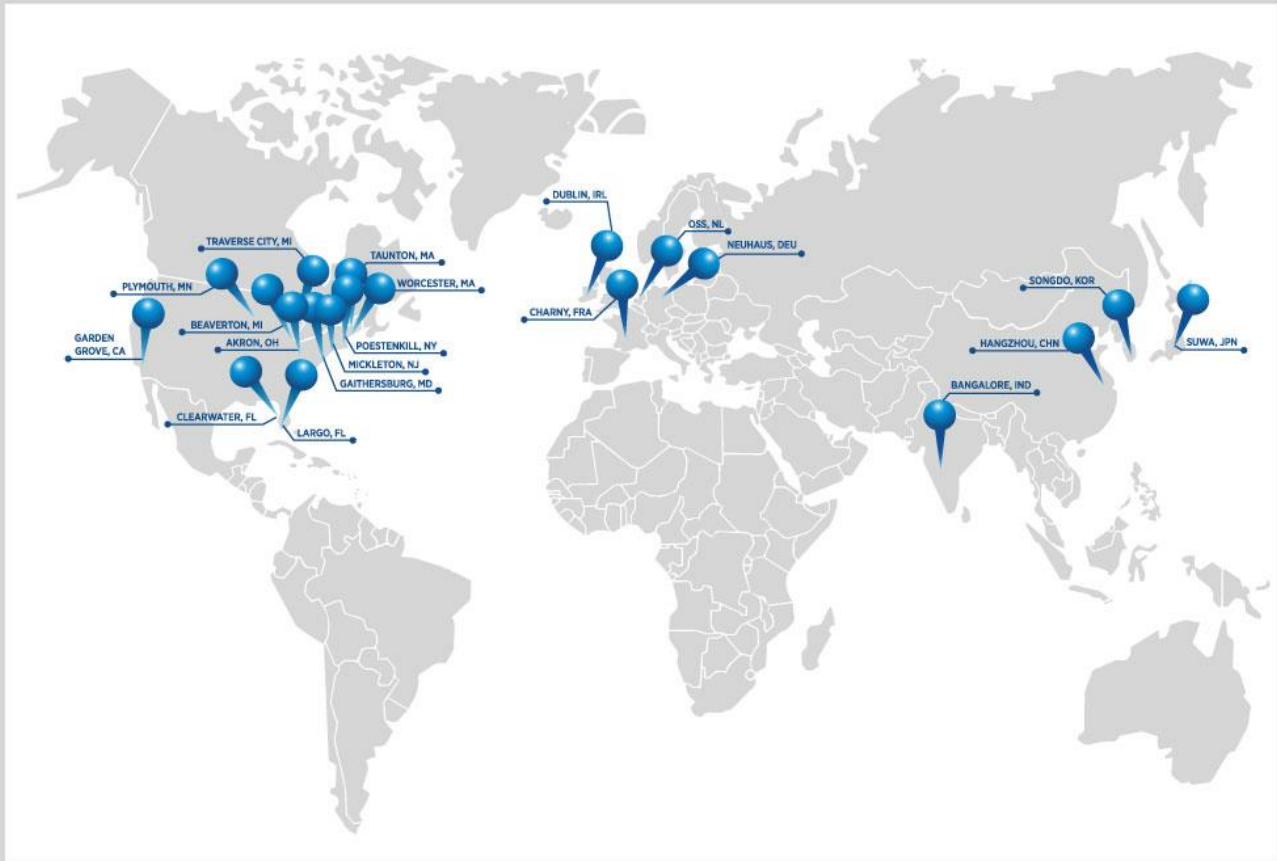 DUBLIN, IRL
OSS, NL
TRAVERSE CITY, MI
NEUHAUS, DEU
TAUNTON, MA
PLYMOUTH, MN
WORCESTER, MA
SONGDO, KOR
CHARNY, FRA
BEAVERTON, MI
GARDEN
GROVE, CA
AKRON, OH
POESTENKILL, NY
HANGZHOU, CHN
SUWA, JPN
MICKLETON, NJ
GAITHERSBURG, MD
BANGALORE, IND
CLEARWATER, FL
LARGO, FL